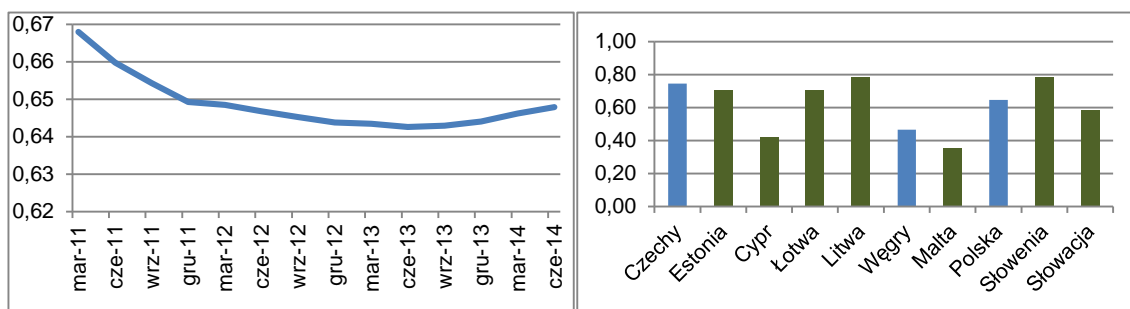 0,67
0,66
0,65
0,64
0,63
0,62
mar-11
cze-11
wrz-11
gru-11
mar-12
cze-12
wrz-12
gru-12
mar-13
cze-13
wrz-13
gru-13
mar-14
cze-14
1,00
0,80
0,60
0,40
0,20
0,00
Czechy
Estonia
Cypr
Łotwa
Litwa
Węgry
Malta
Polska
Słowenia
Słowacja